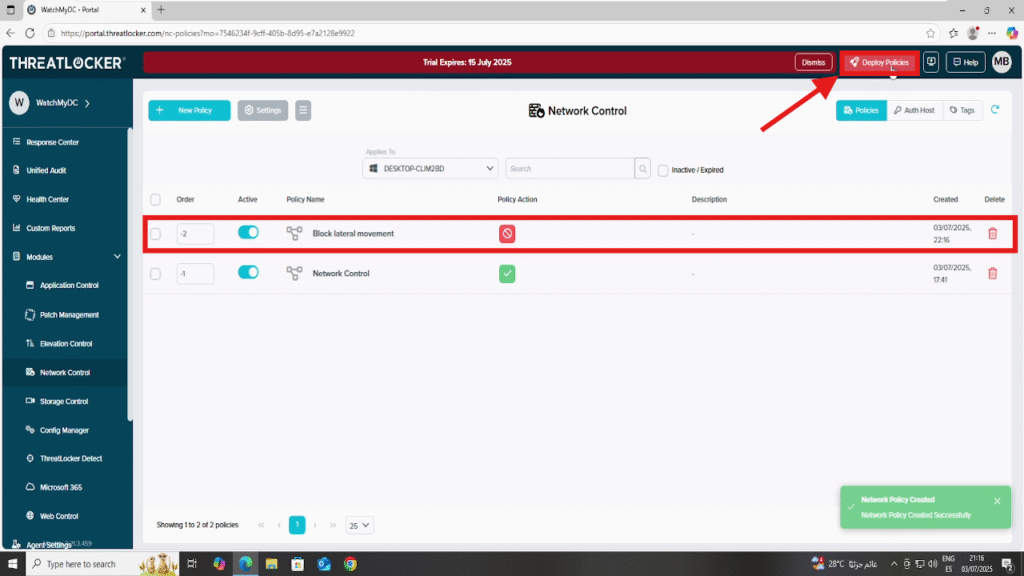 WatchMyDC - Portal
https://portal.threatlocker.com/nc-policies?mo=7546234f-9cff-405b-8d95-e7a2128e9922
THREATLOCKER
Trial Expires: 15 July 2025
Dismiss
Deploy Policies
Help
MB
W
WatchMyDC
New Policy
Settings
Network Control
Policies
Auth Host
Tags
Response Center
Unified Audit
Health Center
Custom Reports
Modules
Application Control
Patch Management
Elevation Control
Network Control
Storage Control
Config Manager
ThreatLocker Detect
Microsoft 365
Web Control
Agent Settings
Applies To
DESKTOP-CLIM2BD
Search
Inactive / Expired
Order
Active
Policy Name
Policy Action
Description
Created
Delete
-2
Block lateral movement
-
03/07/2025,
22:16
-1
Network Control
-
03/07/2025,
17:41
Showing 1 to 2 of 2 policies
«
‹
1
›
»
25
Network Policy Created
Network Policy Created Successfully
Type here to search
28°C
غائم جزئيًا
ENG
ES
21:16
03/07/2025
2